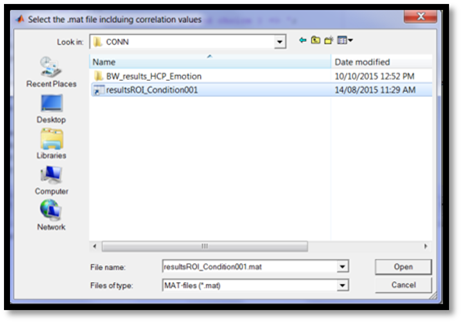 Select the .mat file inclduing correlation values
Look in: CONN
Name Date modified
BW_results_HCP_Emotion 10/10/2015 12:52 PM
resultsROI_Condition001 14/08/2015 11:29 AM
Recent Places
Desktop
Libraries
Computer
Network
File name: resultsROI_Condition001.mat Open
Files of type: MAT-files (*.mat) Cancel